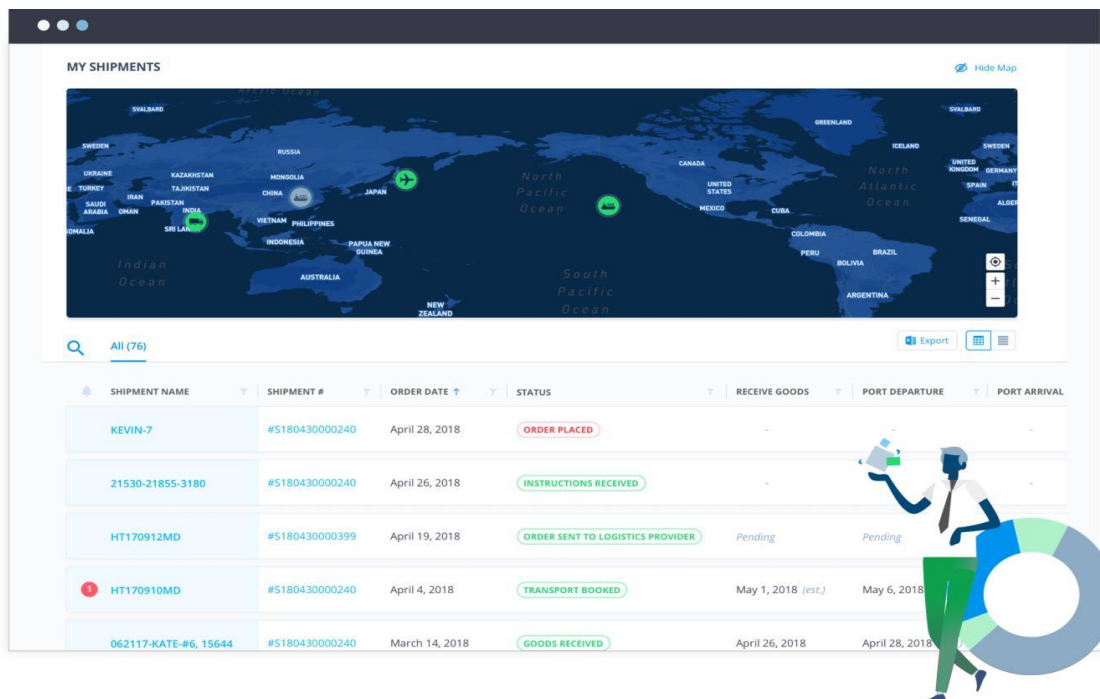 MY SHIPMENTS
Hide Map
Arctic Ocean
SVALBARD
SVALBARD
GREENLAND
SWEDEN
RUSSIA
ICELAND
SWEDEN
CANADA
UKRAINE
KAZAKHSTAN
MONGOLIA
North Pacific Ocean
North Atlantic Ocean
UNITED KINGDOM
GERMANY
TURKEY
TAJIKISTAN
CHINA
JAPAN
UNITED STATES
SPAIN
IRAN
PAKISTAN
SAUDI ARABIA
OMAN
INDIA
MEXICO
CUBA
VIETNAM
PHILIPPINES
SENEGAL
SRI
COLOMBIA
INDONESIA
PAPUA NEW GUINEA
PERU
BRAZIL
BOLIVIA
Indian Ocean
AUSTRALIA
South Pacific Ocean
ARGENTINA
NEW ZEALAND
All (76)
Export
SHIPMENT NAME SHIPMENT # ORDER DATE STATUS RECEIVE GOODS PORT DEPARTURE PORT ARRIVAL
KEVIN-7 #S180430000240 April 28, 2018 ORDER PLACED - - -
21530-21855-3180 #S180430000240 April 26, 2018 INSTRUCTIONS RECEIVED - -
HT170912MD #S180430000399 April 19, 2018 ORDER SENT TO LOGISTICS PROVIDER Pending Pending
1 HT170910MD #S180430000240 April 4, 2018 TRANSPORT BOOKED May 1, 2018 (est.) May 6, 2018
062117-KATE-#6, 15644 #S180430000240 March 14, 2018 GOODS RECEIVED April 26, 2018 April 28, 2018